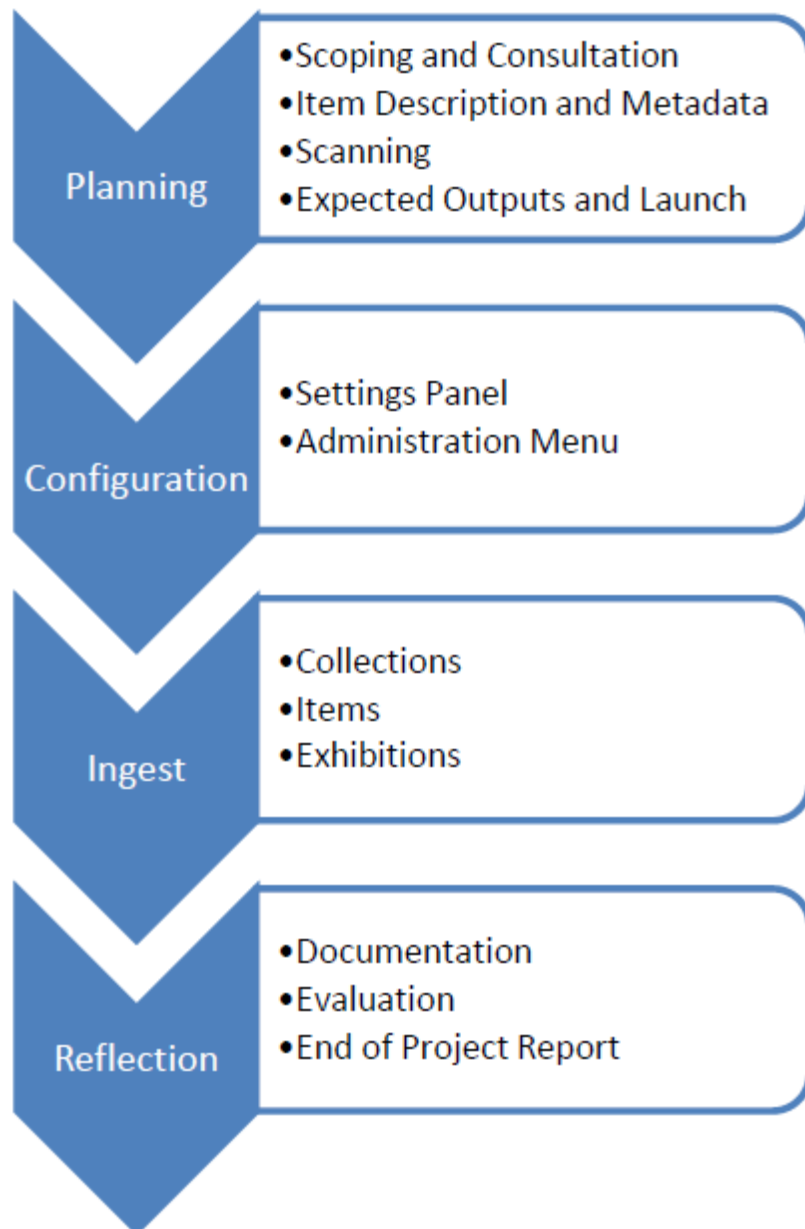 Planning
•Scoping and Consultation
•Item Description and Metadata
•Scanning
•Expected Outputs and Launch
Configuration
•Settings Panel
•Administration Menu
Ingest
•Collections
•Items
•Exhibitions
Reflection
•Documentation
•Evaluation
•End of Project Report